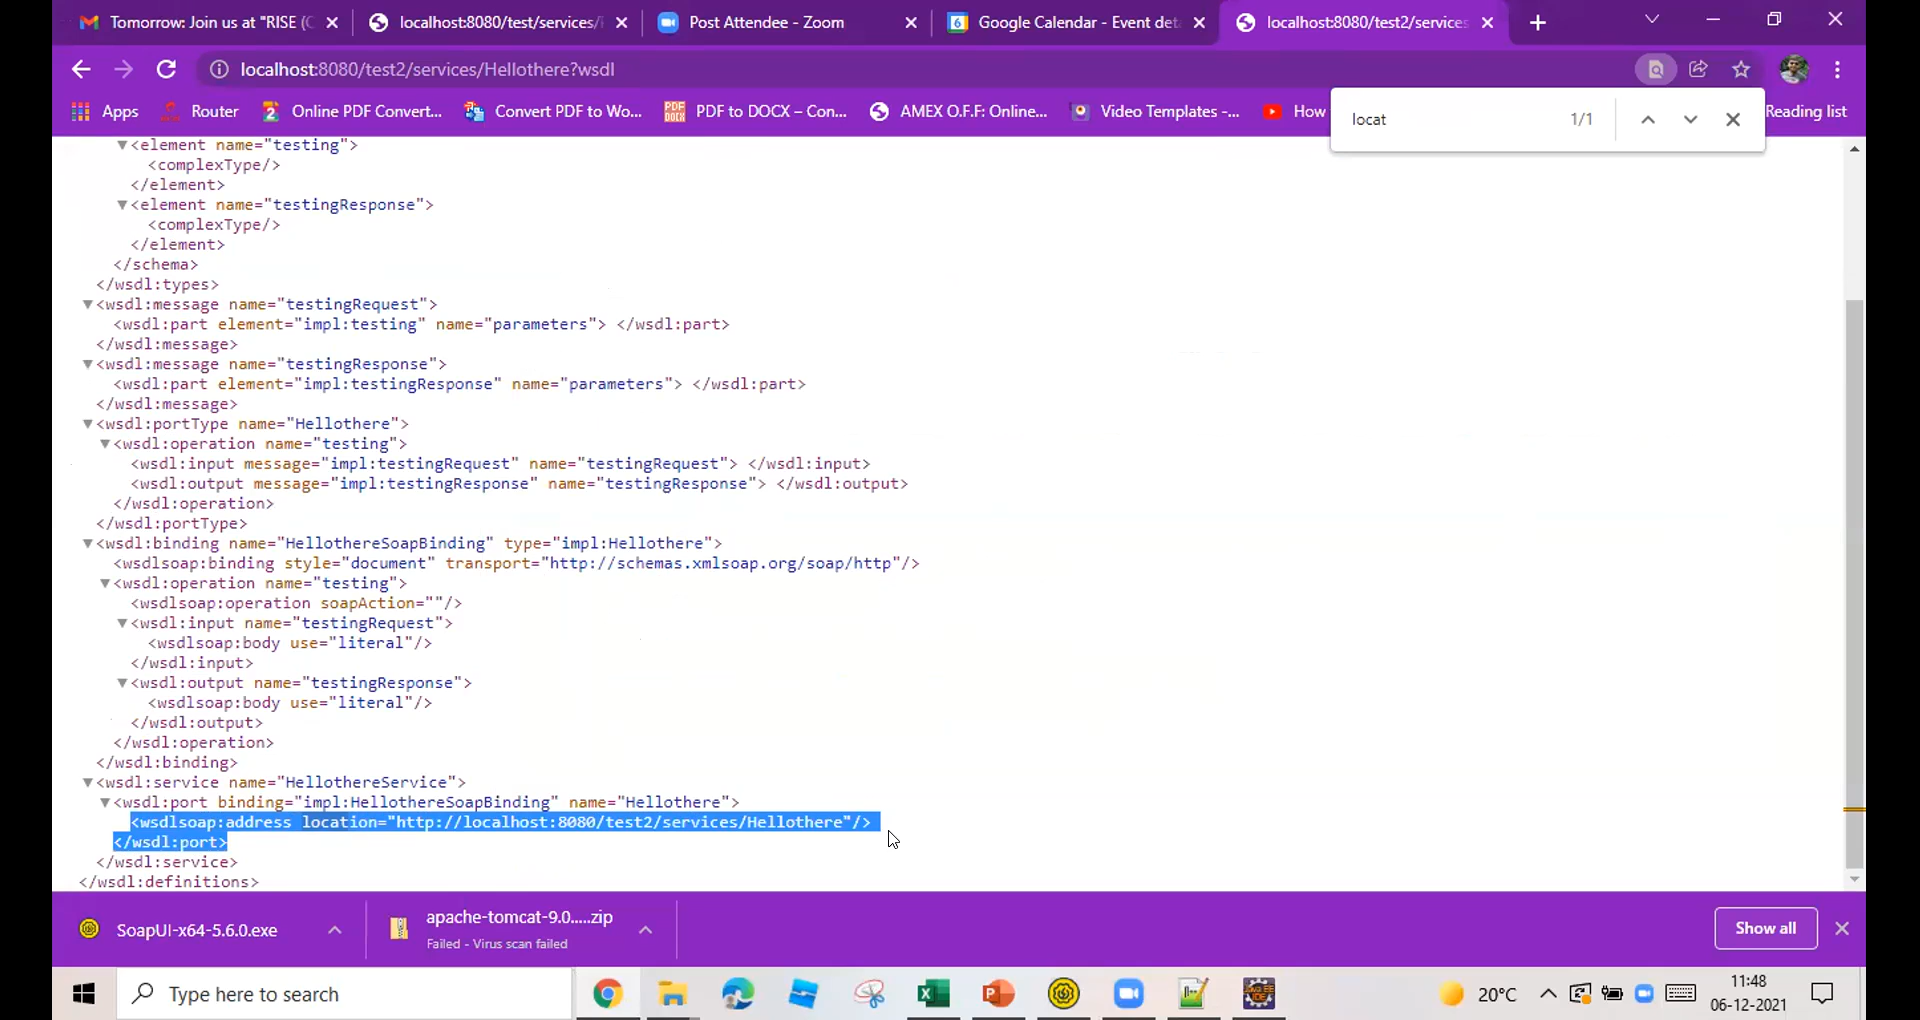 Tomorrow: Join us at "RISE (
localhost:8080/test/services/
Post Attendee - Zoom
Google Calendar - Event det
localhost:8080/test2/services
localhost:8080/test2/services/Hellothere?wsdl
Apps
Router
Online PDF Convert...
Convert PDF to Wo...
PDF to DOCX – Con...
AMEX O.F.F: Online...
Video Templates -...
How
Reading list
locat
1/1
▼<element name="testing">
<complexType/>
</element>
▼<element name="testingResponse">
<complexType/>
</element>
</schema>
</wsdl:types>
▼<wsdl:message name="testingRequest">
<wsdl:part element="impl:testing" name="parameters"> </wsdl:part>
</wsdl:message>
▼<wsdl:message name="testingResponse">
<wsdl:part element="impl:testingResponse" name="parameters"> </wsdl:part>
</wsdl:message>
▼<wsdl:portType name="Hellothere">
▼<wsdl:operation name="testing">
<wsdl:input message="impl:testingRequest" name="testingRequest"> </wsdl:input>
<wsdl:output message="impl:testingResponse" name="testingResponse"> </wsdl:output>
</wsdl:operation>
</wsdl:portType>
▼<wsdl:binding name="HellothereSoapBinding" type="impl:Hellothere">
<wsdlsoap:binding style="document" transport="http://schemas.xmlsoap.org/soap/http"/>
▼<wsdl:operation name="testing">
<wsdlsoap:operation soapAction=""/>
▼<wsdl:input name="testingRequest">
<wsdlsoap:body use="literal"/>
</wsdl:input>
▼<wsdl:output name="testingResponse">
<wsdlsoap:body use="literal"/>
</wsdl:output>
</wsdl:operation>
</wsdl:binding>
▼<wsdl:service name="HellothereService">
▼<wsdl:port binding="impl:HellothereSoapBinding" name="Hellothere">
<wsdlsoap:address location="http://localhost:8080/test2/services/Hellothere"/>
</wsdl:port>
</wsdl:service>
</wsdl:definitions>
SoapUI-x64-5.6.0.exe
apache-tomcat-9.0.....zip
Failed - Virus scan failed
Show all
Type here to search
20°C
11:48
06-12-2021